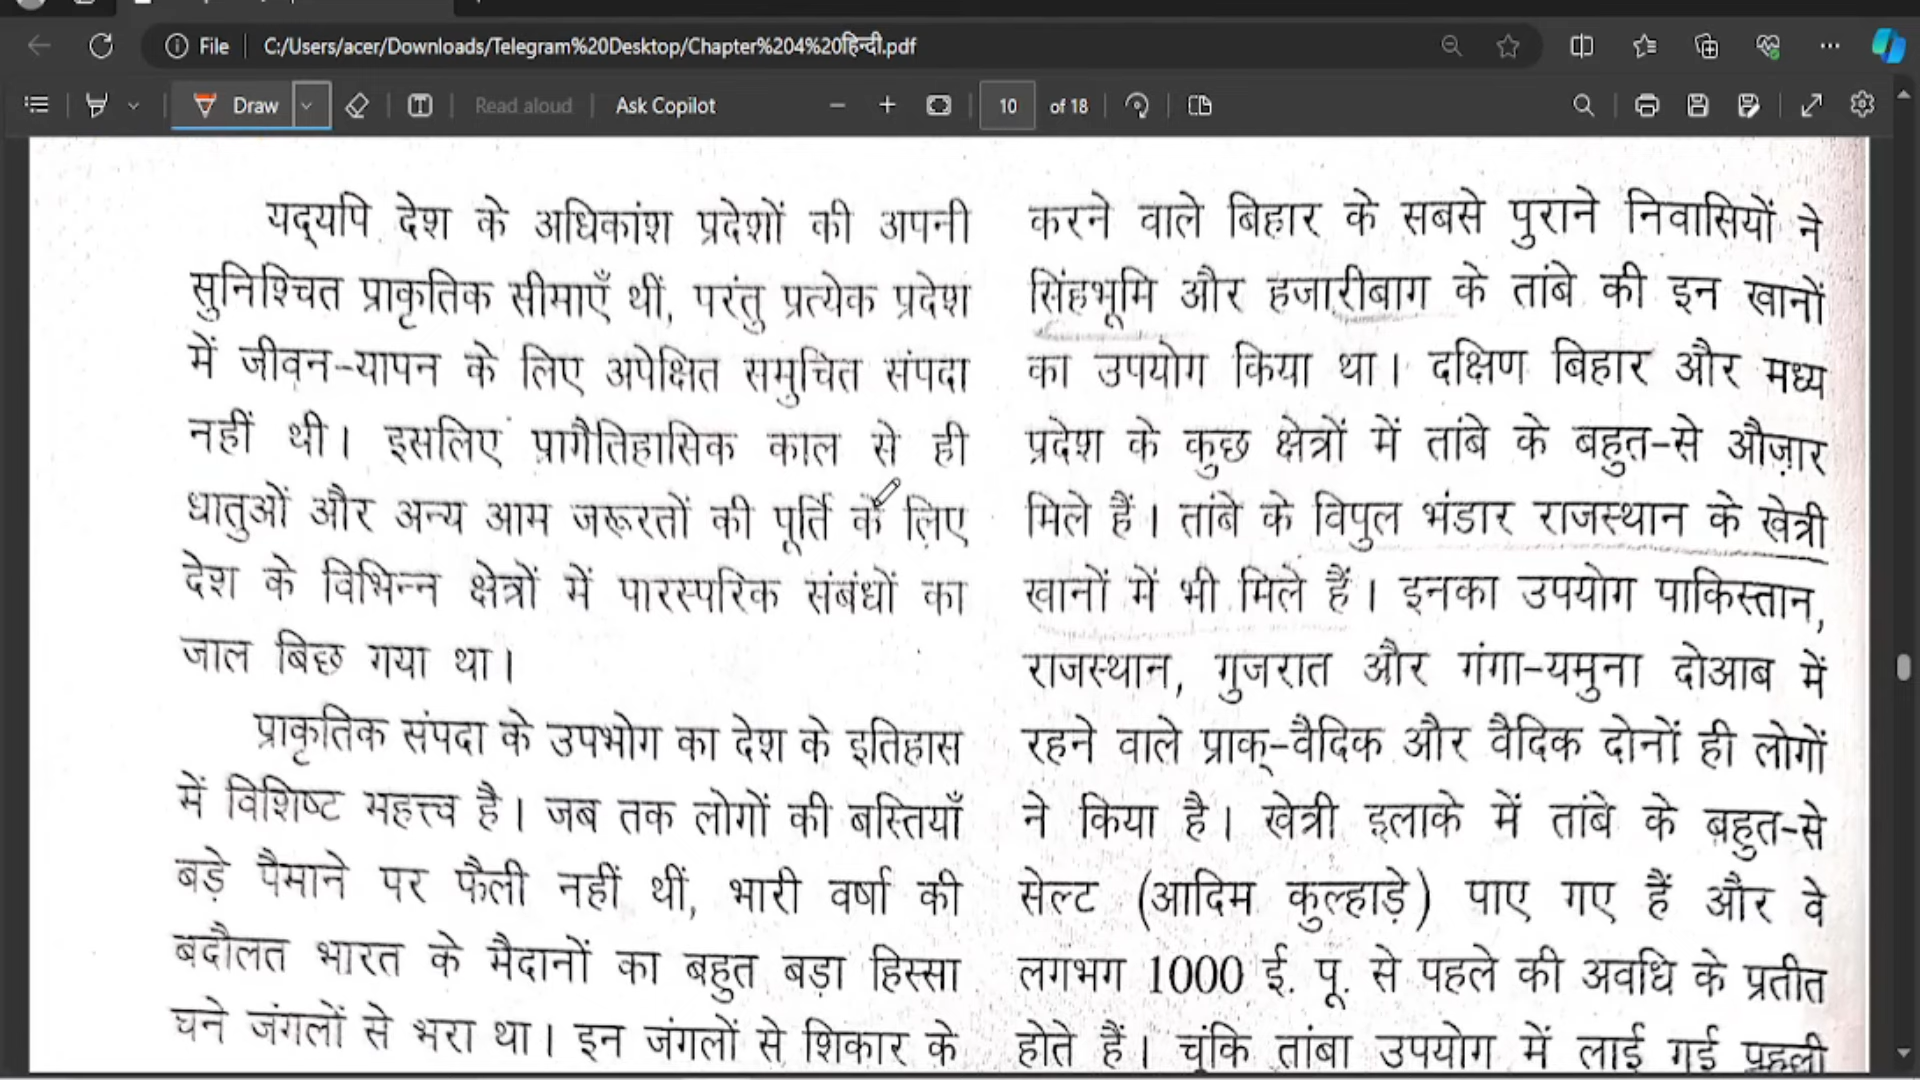 File
C:/Users/acer/Downloads/Telegram%20Desktop/Chapter%204%20हिन्दी.pdf
Draw
Read aloud
Ask Copilot
10 of 18
यद्यपि देश के अधिकांश प्रदेशों की अपनी
सुनिश्चित प्राकृतिक सीमाएँ थीं, परंतु प्रत्येक प्रदेश
में जीवन-यापन के लिए अपेक्षित समुचित संपदा
नहीं थी। इसलिए प्रागैतिहासिक काल से ही
धातुओं और अन्य आम जरूरतों की पूर्ति के लिए
देश के विभिन्न क्षेत्रों में पारस्परिक संबंधों का
जाल बिछ गया था।
प्राकृतिक संपदा के उपभोग का देश के इतिहास
में विशिष्ट महत्त्व है। जब तक लोगों की बस्तियाँ
बड़े पैमाने पर फैली नहीं थीं, भारी वर्षा की
बदौलत भारत के मैदानों का बहुत बड़ा हिस्सा
घने जंगलों से भरा था। इन जंगलों से शिकार के
करने वाले बिहार के सबसे पुराने निवासियों ने
सिंहभूमि और हजारीबाग के तांबे की इन खानों
का उपयोग किया था। दक्षिण बिहार और मध्य
प्रदेश के कुछ क्षेत्रों में तांबे के बहुत-से औज़ार
मिले हैं। तांबे के विपुल भंडार राजस्थान के खेत्री
खानों में भी मिले हैं। इनका उपयोग पाकिस्तान,
राजस्थान, गुजरात और गंगा-यमुना दोआब में
रहने वाले प्राक्-वैदिक और वैदिक दोनों ही लोगों
ने किया है। खेत्री इलाके में तांबे के बहुत-से
सेल्ट (आदिम कुल्हाड़े) पाए गए हैं और वे
लगभग 1000 ई. पू. से पहले की अवधि के प्रतीत
होते हैं। चूंकि तांबा उपयोग में लाई गई पहली